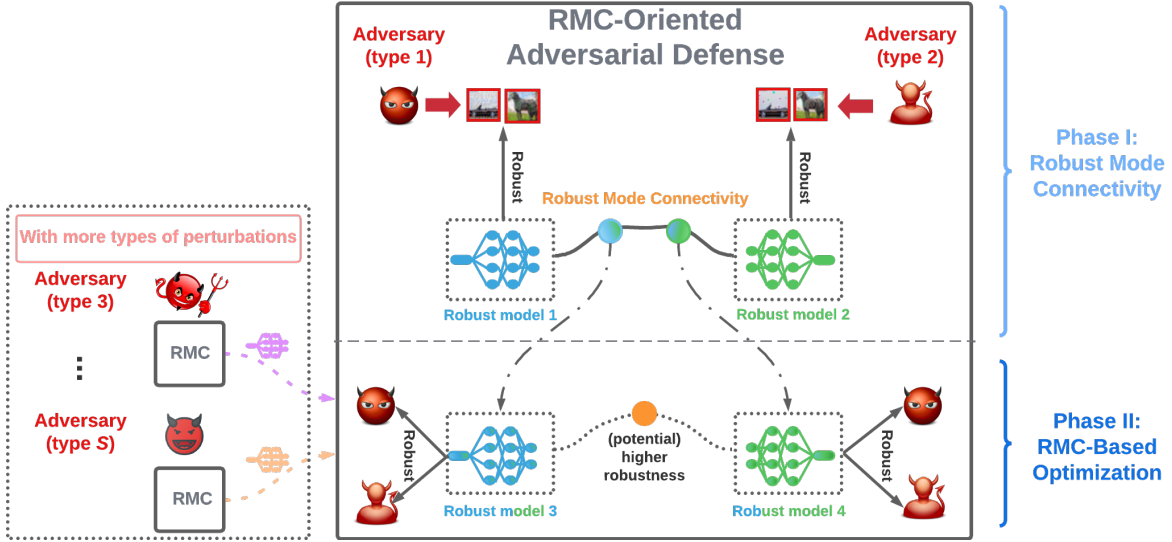 RMC-Oriented
Adversarial Defense
Adversary
(type 1)
Adversary
(type 2)
Robust
Robust
Robust Mode Connectivity
Robust model 1
Robust model 2
Phase I:
Robust Mode
Connectivity
With more types of perturbations
Adversary
(type 3)
RMC
...
Adversary
(type S)
RMC
Robust
Robust model 3
(potential)
higher
robustness
Robust model 4
Robust
Phase II:
RMC-Based
Optimization